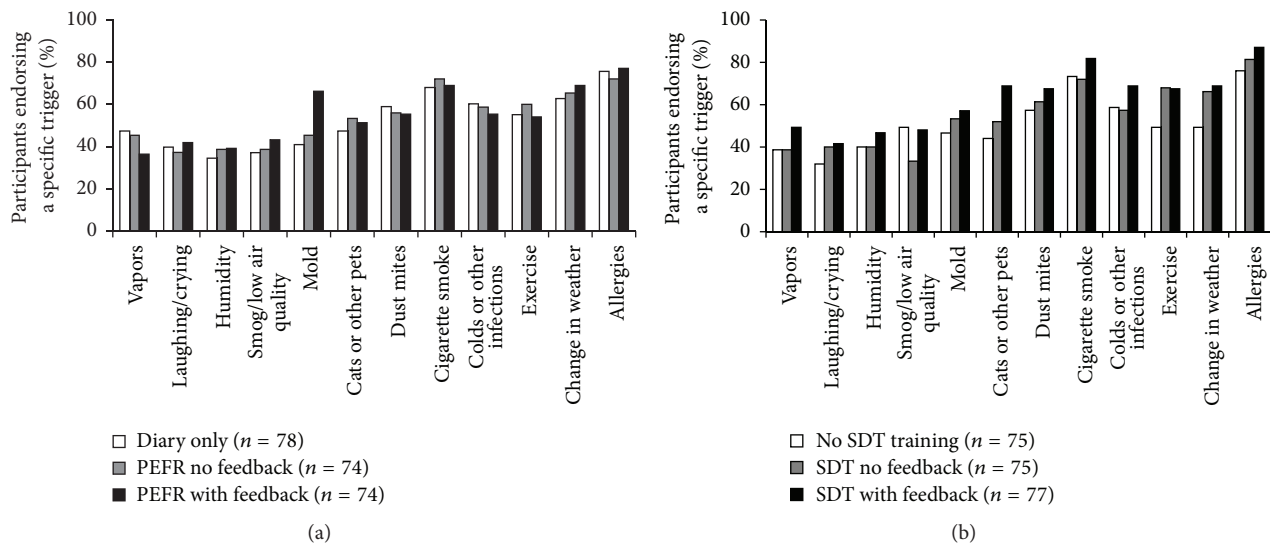 Participants endorsing
a specific trigger (%)
100
80
60
40
20
0
Vapors
Laughing/crying
Humidity
Smog/low air
quality
Mold
Cats or other pets
Dust mites
Cigarette smoke
Colds or other
infections
Exercise
Change in weather
Allergies
Diary only (n = 78)
PEFR no feedback (n = 74)
PEFR with feedback (n = 74)
(a)
Participants endorsing
a specific trigger (%)
100
80
60
40
20
0
Vapors
Laughing/crying
Humidity
Smog/low air
quality
Mold
Cats or other pets
Dust mites
Cigarette smoke
Colds or other
infections
Exercise
Change in weather
Allergies
No SDT training (n = 75)
SDT no feedback (n = 75)
SDT with feedback (n = 77)
(b)